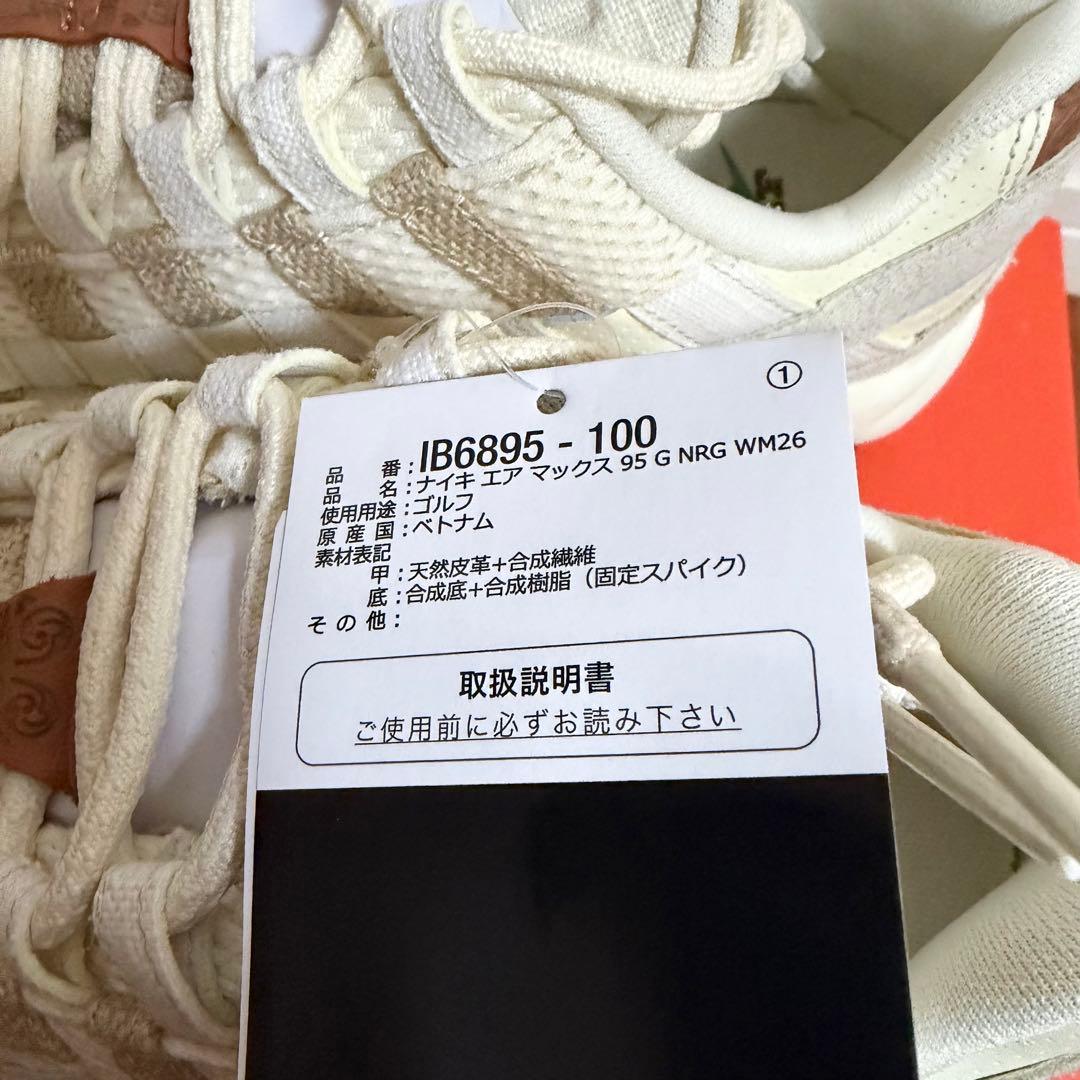 ①
品番:IB6895 - 100
品名:ナイキ エア マックス 95 G NRG WM26
使用用途:ゴルフ
原産国:ベトナム
素材表記
甲:天然皮革+合成繊維
底:合成底+合成樹脂（固定スパイク）
その他:
取扱説明書
ご使用前に必ずお読み下さい